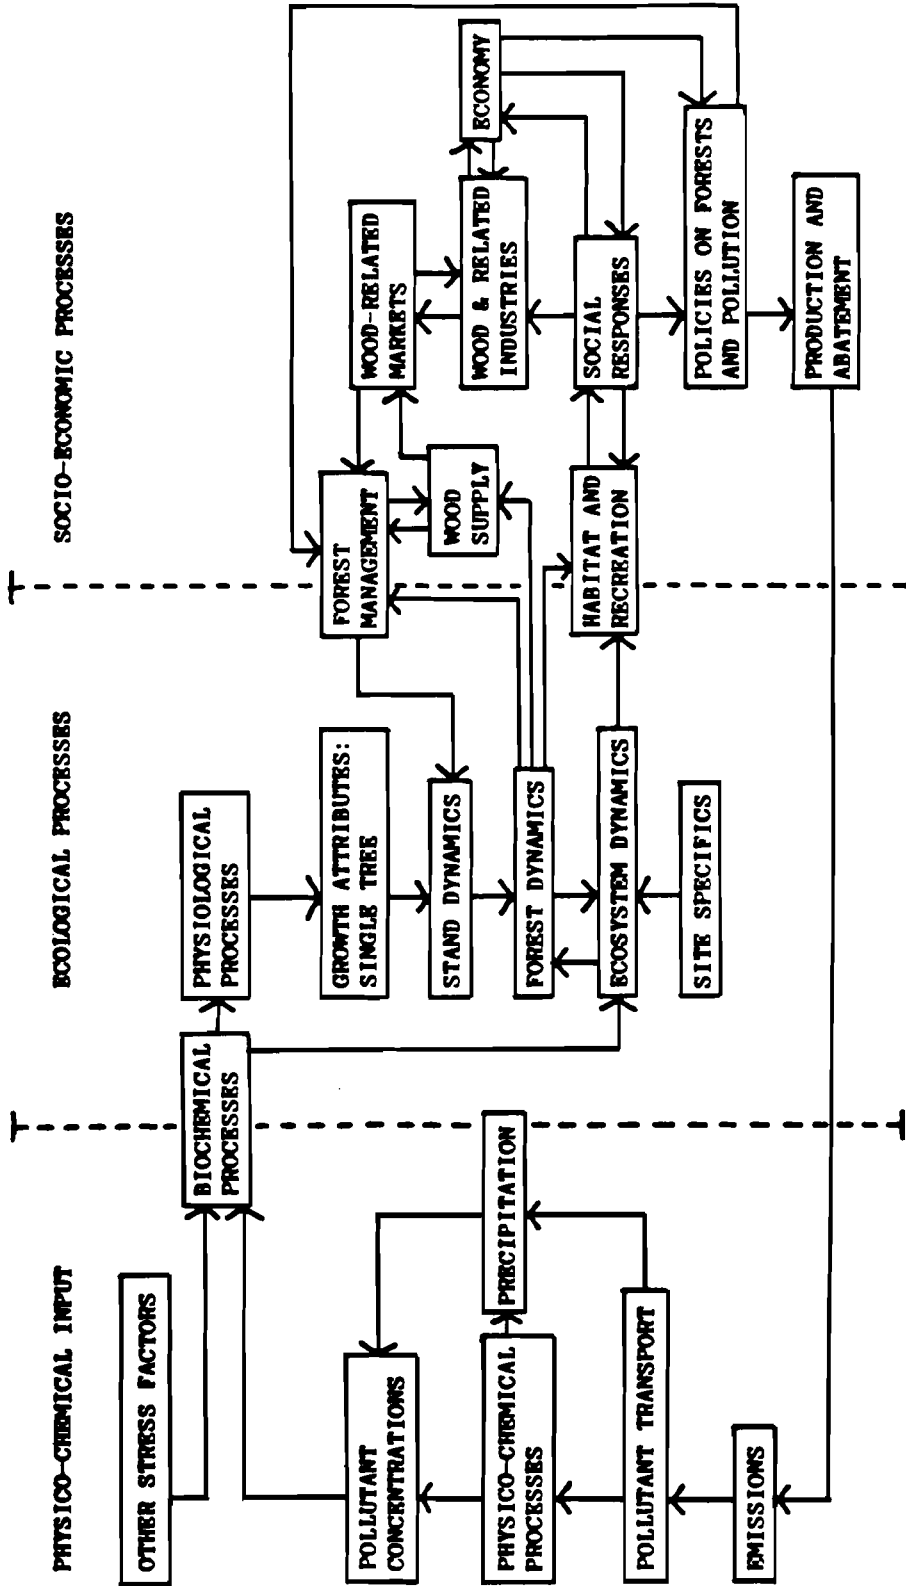 PHYSICO-CHEMICAL INPUT
ECOLOGICAL PROCESSES
SOCIO-ECONOMIC PROCESSES
OTHER STRESS FACTORS
BIOCHEMICAL
PROCESSES
PHYSIOLOGICAL
PROCESSES
POLLUTANT
CONCENTRATIONS
GROWTH ATTRIBUTES:
SINGLE TREE
FOREST
MANAGEMENT
WOOD-RELATED
MARKETS
STAND DYNAMICS
WOOD
SUPPLY
PHYSICO-CHEMICAL
PROCESSES
PRECIPITATION
FOREST DYNAMICS
WOOD & RELATED
INDUSTRIES
ECONOMY
POLLUTANT TRANSPORT
ECOSYSTEM DYNAMICS
HABITAT AND
RECREATION
SOCIAL
RESPONSES
SITE SPECIFICS
POLICIES ON FORESTS
AND POLLUTION
EMISSIONS
PRODUCTION AND
ABATEMENT